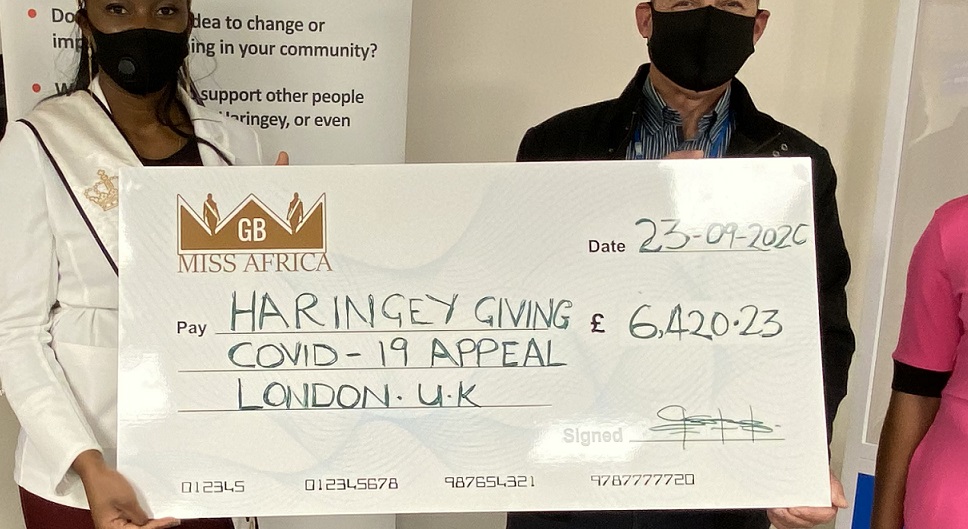 Do dea to change or
imp ing in your community?
support other people
Haringey, or even
GB
MISS AFRICA
Date 23-09-2020
Pay HARINGEY GIVING £ 6,420.23
COVID-19 APPEAL
LONDON. U.K
Signed
012345 012345678 987654321 9787777720